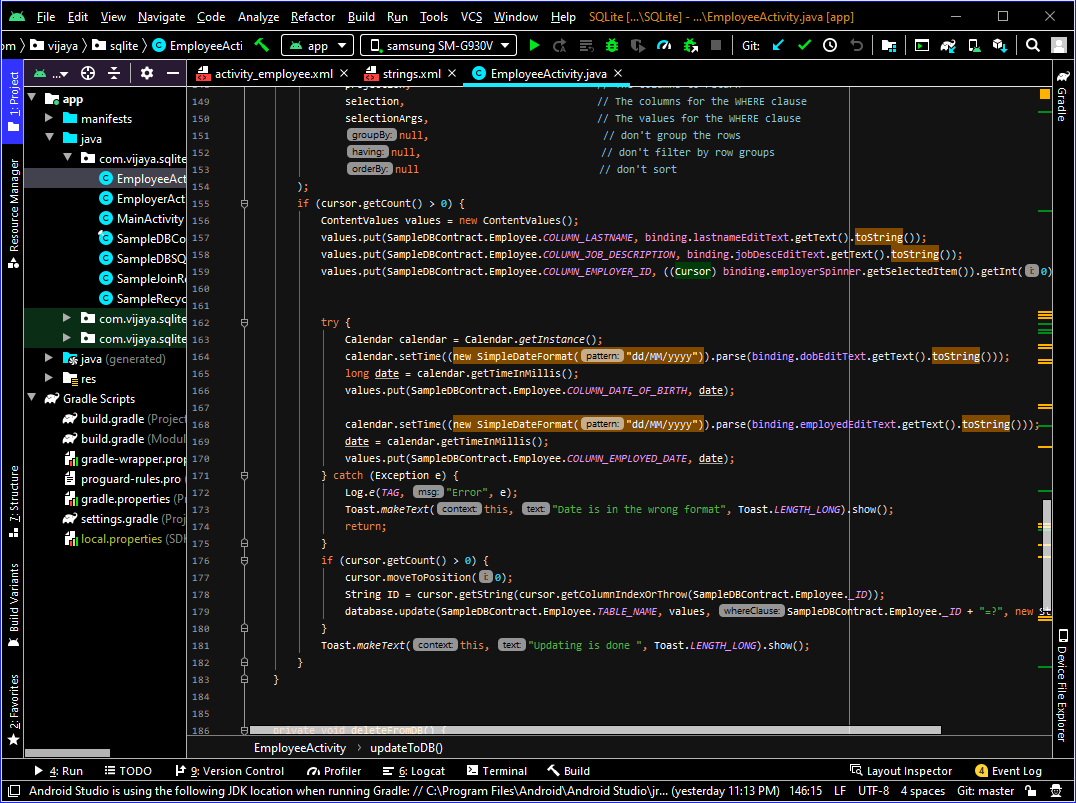 File Edit View Navigate Code Analyze Refactor Build Run Tools VCS Window Help SQLite [...\SQLite] - ...\EmployeeActivity.java [app]
om vijaya sqlite EmployeeActi app samsung SM-G930V Git:
1: Project
Resource Manager
7: Structure
Build Variants
2: Favorites
...
app
manifests
java
com.vijaya.sqlite
EmployeeAct
EmployerAct
MainActivity
SampleDBCo
SampleDBSQ
SampleJoinR
SampleRecyc
com.vijaya.sqlite
com.vijaya.sqlite
java (generated)
res
Gradle Scripts
build.gradle (Project
build.gradle (Modul
gradle-wrapper.prop
proguard-rules.pro
gradle.properties
settings.gradle (Proj
local.properties (SDK
activity_employee.xml strings.xml EmployeeActivity.java
149 selection, // The columns for the WHERE clause
150 selectionArgs, // The values for the WHERE clause
151 groupBy: null, // don't group the rows
152 having: null, // don't filter by row groups
153 orderBy: null // don't sort
154 );
155 if (cursor.getCount() > 0) {
156 ContentValues values = new ContentValues();
157 values.put(SampleDBContract.Employee.COLUMN_LASTNAME, binding.lastnameEditText.getText().toString());
158 values.put(SampleDBContract.Employee.COLUMN_JOB_DESCRIPTION, binding.jobDescEditText.getText().toString());
159 values.put(SampleDBContract.Employee.COLUMN_EMPLOYER_ID, ((Cursor) binding.employerSpinner.getSelectedItem()).getInt( i: 0)
160
161
162 try {
163 Calendar calendar = Calendar.getInstance();
164 calendar.setTime((new SimpleDateFormat( pattern: "dd/MM/yyyy")).parse(binding.dobEditText.getText().toString()));
165 long date = calendar.getTimeInMillis();
166 values.put(SampleDBContract.Employee.COLUMN_DATE_OF_BIRTH, date);
167
168 calendar.setTime((new SimpleDateFormat( pattern: "dd/MM/yyyy")).parse(binding.employedEditText.getText().toString()));
169 date = calendar.getTimeInMillis();
170 values.put(SampleDBContract.Employee.COLUMN_EMPLOYED_DATE, date);
171 } catch (Exception e) {
172 Log.e(TAG, msg: "Error", e);
173 Toast.makeText( context: this, text: "Date is in the wrong format", Toast.LENGTH_LONG).show();
174 return;
175 }
176 if (cursor.getCount() > 0) {
177 cursor.moveToPosition( i: 0);
178 String ID = cursor.getString(cursor.getColumnIndexOrThrow(SampleDBContract.Employee._ID));
179 database.update(SampleDBContract.Employee.TABLE_NAME, values, whereClause: SampleDBContract.Employee._ID + "=?", new St
180 }
181 Toast.makeText( context: this, text: "Updating is done ", Toast.LENGTH_LONG).show();
182 }
183 }
184
185
186 private void deleteFromDB() {
EmployeeActivity › updateToDB()
Gradle
Device File Explorer
4: Run TODO 9: Version Control Profiler 6: Logcat Terminal Build Layout Inspector 4 Event Log
Android Studio is using the following JDK location when running Gradle: // C:\Program Files\Android\Android Studio\jr... (yesterday 11:13 PM) 146:15 LF UTF-8 4 spaces Git: master